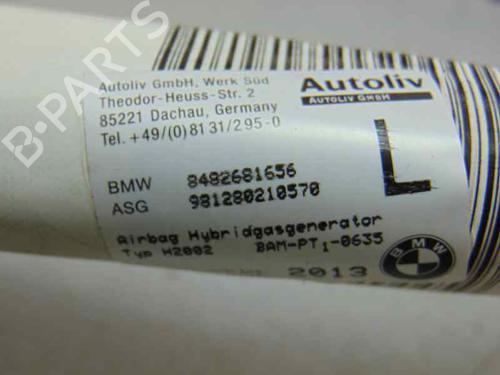 B-PARTS
Autoliv GmbH, Werk Süd
Theodor-Heuss-Str. 2
85221 Dachau, Germany
Tel. +49/(0)8131/295-0
Autoliv
AUTOLIV GMBH
BMW 8482681656
ASG 981280210570
L
Airbag Hybridgasgenerator
Typ H2002 BAM-PT1-0635
2013
BMW